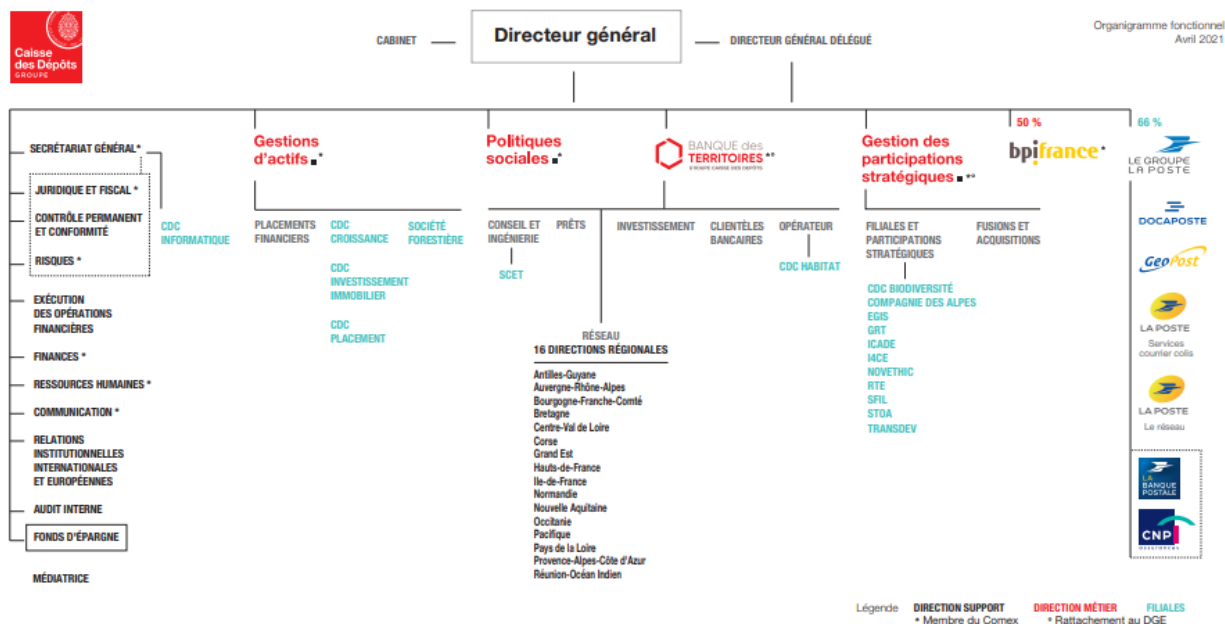 Caisse
des Dépôts
GROUPE
CABINET
Directeur général
DIRECTEUR GÉNÉRAL DÉLÉGUÉ
Organigramme fonctionnel
Avril 2021
SECRÉTARIAT GÉNÉRAL*
JURIDIQUE ET FISCAL *
CONTRÔLE PERMANENT
ET CONFORMITÉ
RISQUES *
CDC
INFORMATIQUE
EXÉCUTION
DES OPÉRATIONS
FINANCIÈRES
FINANCES *
RESSOURCES HUMAINES *
COMMUNICATION *
RELATIONS
INSTITUTIONNELLES
INTERNATIONALES
ET EUROPÉENNES
AUDIT INTERNE
FONDS D'ÉPARGNE
MÉDIATRICE
Gestions
d'actifs ■*
PLACEMENTS
FINANCIERS
CDC
CROISSANCE
CDC
INVESTISSEMENT
IMMOBILIER
CDC
PLACEMENT
SOCIÉTÉ
FORESTIÈRE
Politiques
sociales ■*
BANQUE des
TERRITOIRES *°
GROUPE CAISSE DES DÉPÔTS
CONSEIL ET
INGÉNIERIE
SCET
PRÊTS
INVESTISSEMENT
CLIENTÈLES
BANCAIRES
OPÉRATEUR
CDC HABITAT
RÉSEAU
16 DIRECTIONS RÉGIONALES
Antilles-Guyane
Auvergne-Rhône-Alpes
Bourgogne-Franche-Comté
Bretagne
Centre-Val de Loire
Corse
Grand Est
Hauts-de-France
Ile-de-France
Normandie
Nouvelle Aquitaine
Occitanie
Pacifique
Pays de la Loire
Provence-Alpes-Côte d'Azur
Réunion-Océan Indien
Gestion des
participations
stratégiques ■ *°
FILIALES ET
PARTICIPATIONS
STRATÉGIQUES
CDC BIODIVERSITÉ
COMPAGNIE DES ALPES
EGIS
GRT
ICADE
I4CE
NOVETHIC
RTE
SFIL
STOA
TRANSDEV
FUSIONS ET
ACQUISITIONS
50 %
bpifrance *
66 %
LE GROUPE
LA POSTE
DOCAPOSTE
GeoPost
LA POSTE
Services
courrier colis
LA POSTE
Le réseau
LA
BANQUE
POSTALE
CNP
assurances
Légende DIRECTION SUPPORT DIRECTION MÉTIER FILIALES
* Membre du Comex ° Rattachement au DGE